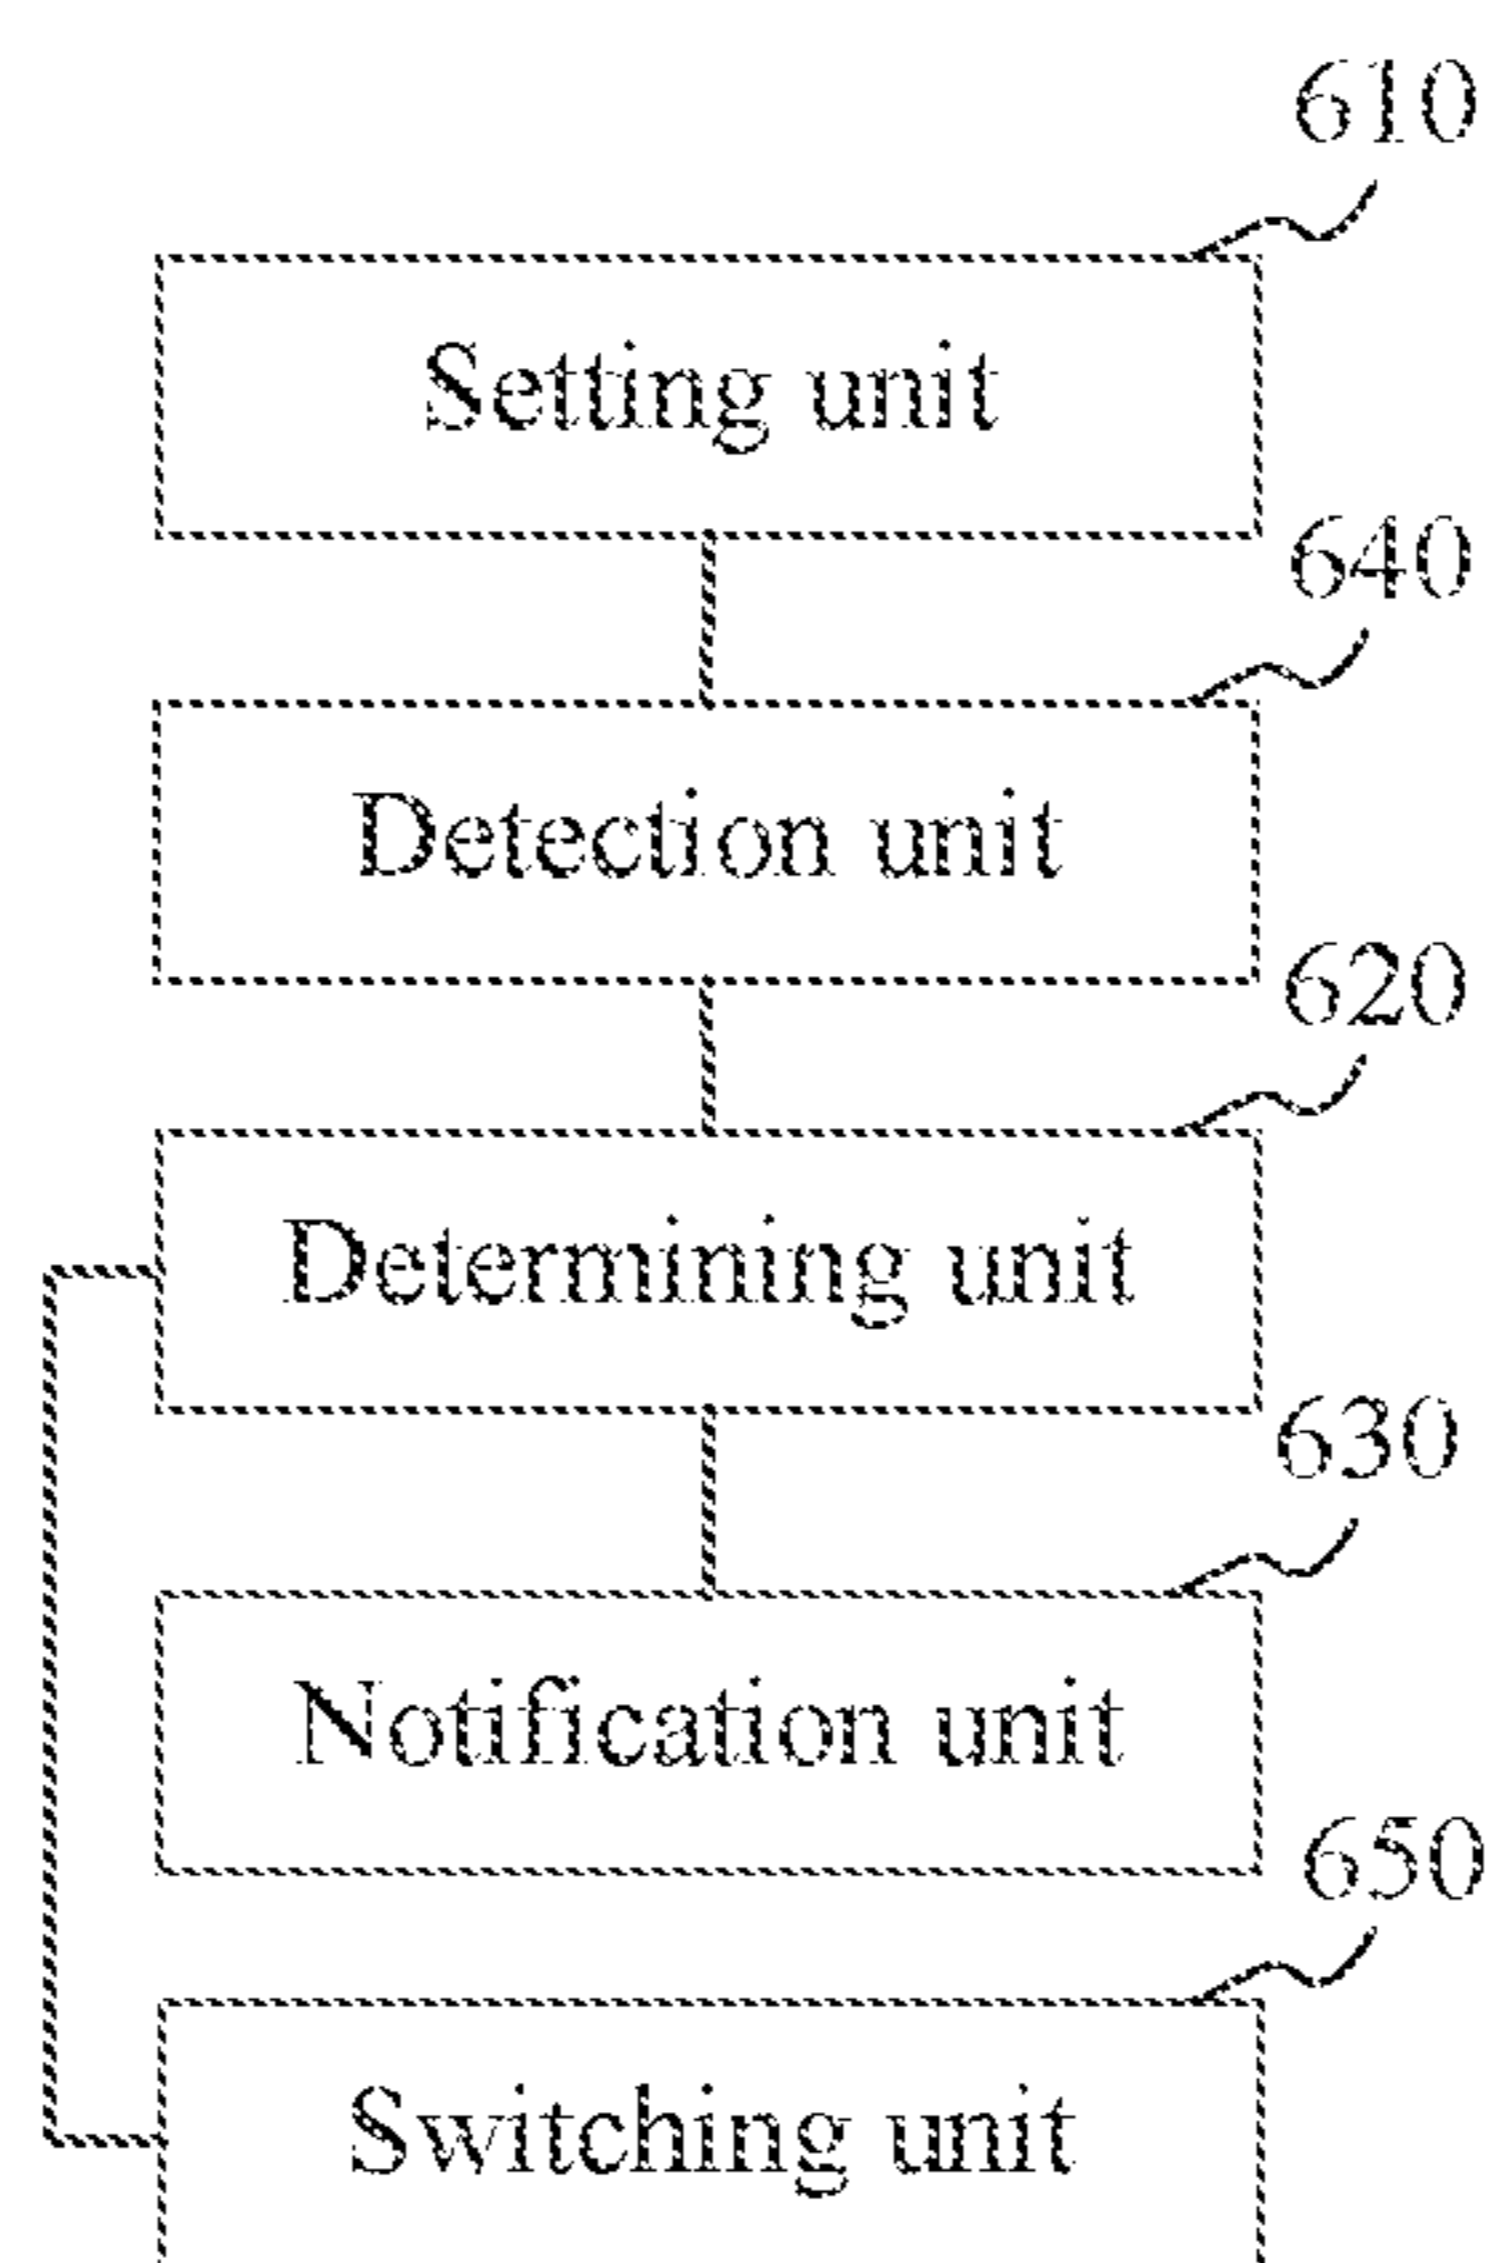 610
Setting unit
640
Detection unit
620
Determining unit
630
Notification unit
650
Switching unit